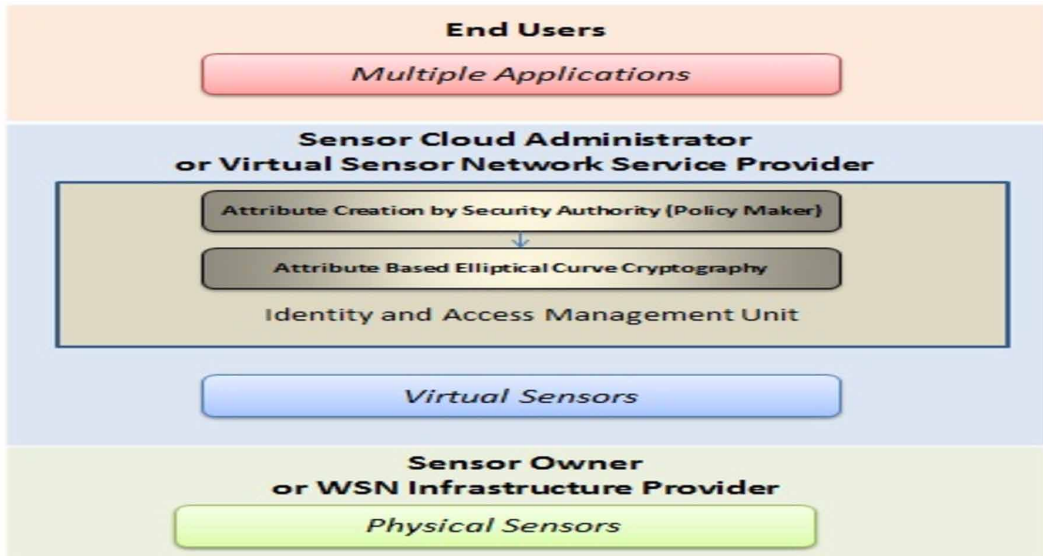 End Users
Multiple Applications
Sensor Cloud Administrator
or Virtual Sensor Network Service Provider
Attribute Creation by Security Authority (Policy Maker)
Attribute Based Elliptical Curve Cryptography
Identity and Access Management Unit
Virtual Sensors
Sensor Owner
or WSN Infrastructure Provider
Physical Sensors